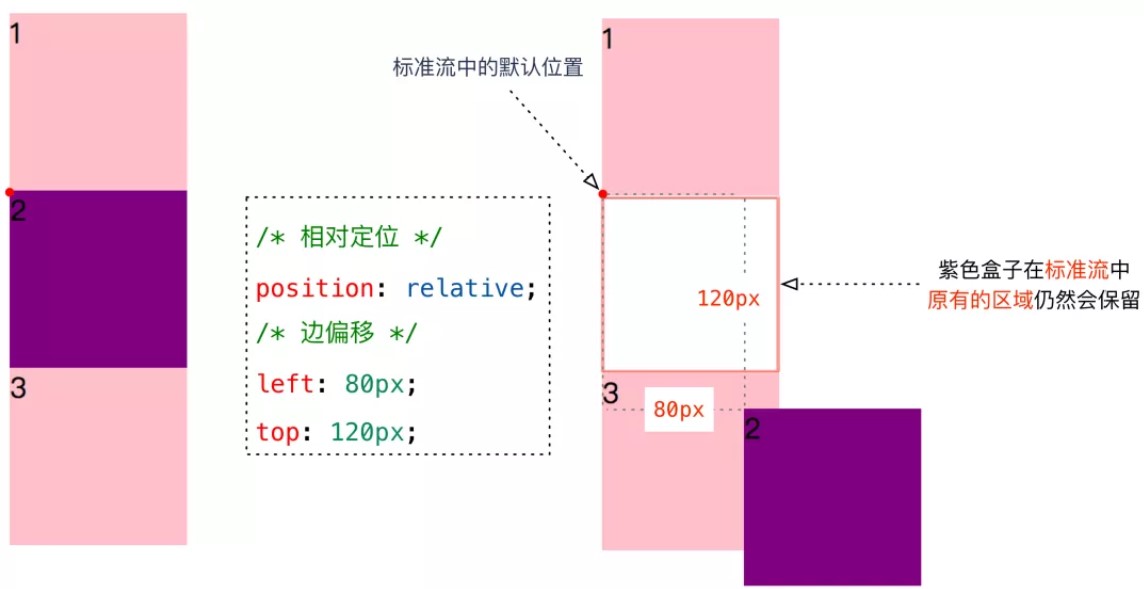 1
2
3
/* 相对定位 */
position: relative;
/* 边偏移 */
left: 80px;
top: 120px;
标准流中的默认位置
1
120px
紫色盒子在标准流中
原有的区域仍然会保留
3
80px
2